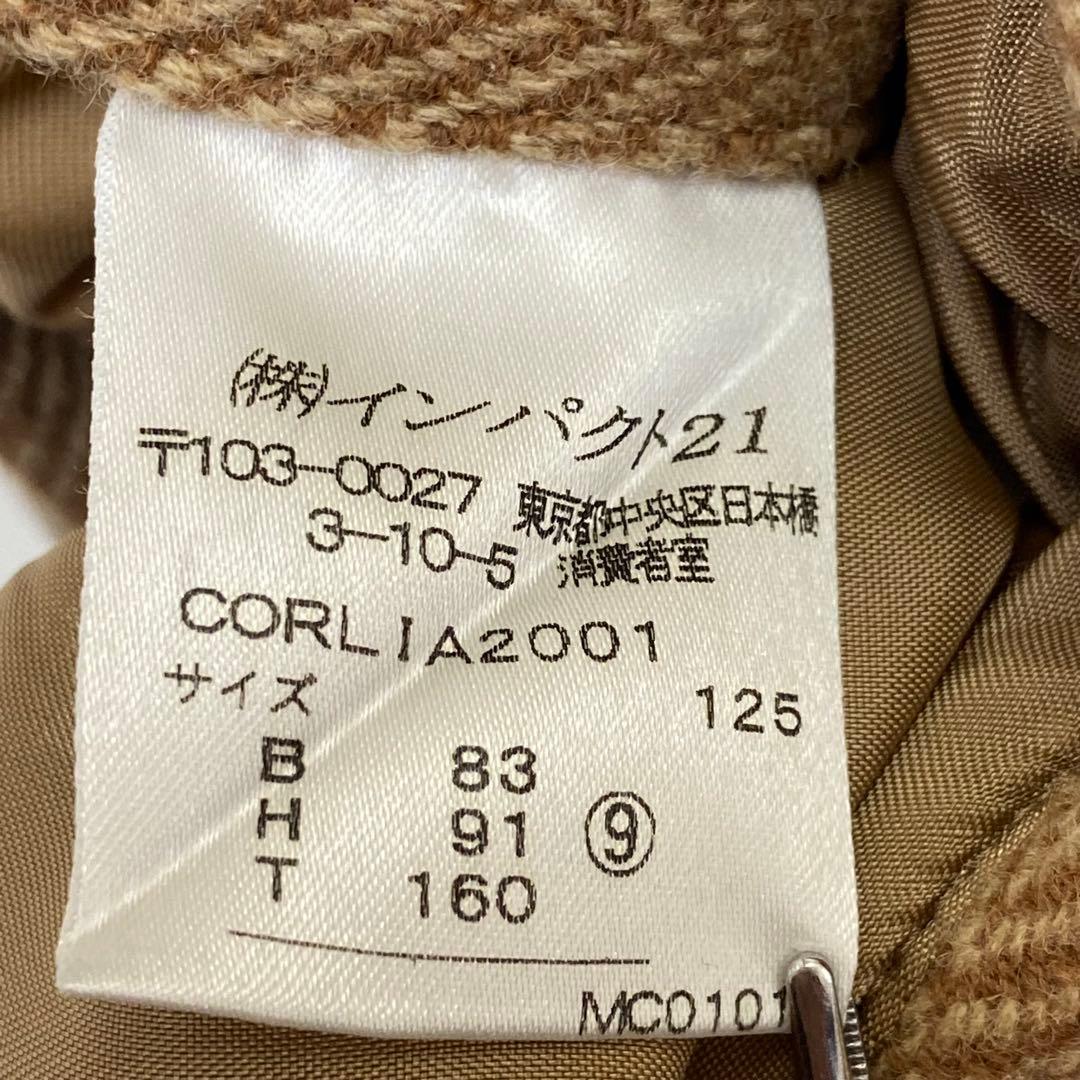 (株)インパクト21
〒103-0027 東京都中央区日本橋
3-10-5 消費者室
CORLIA2001
サイズ 125
B 83
H 91 ⑨
T 160
MC0101